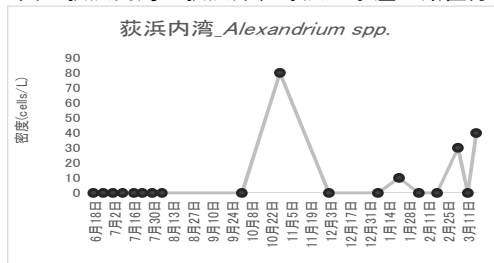 荻浜内湾_Alexandrium spp.
密度(cells/L)
90
80
70
60
50
40
30
20
10
0
6月18日
7月2日
7月16日
7月30日
8月13日
8月27日
9月10日
9月24日
10月8日
10月22日
11月5日
11月19日
12月3日
12月17日
12月31日
1月14日
1月28日
2月11日
2月25日
3月11日